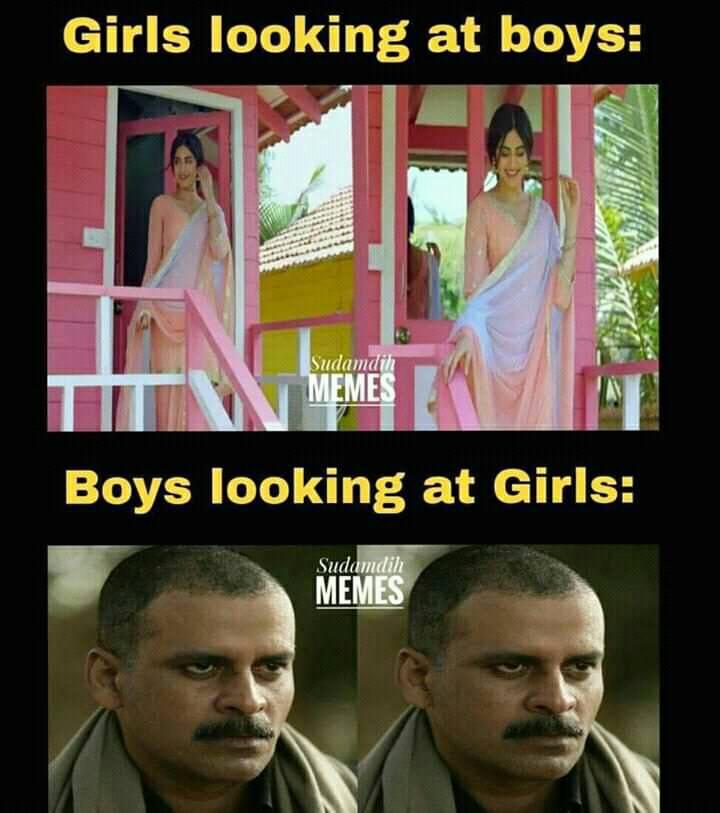 Girls looking at boys:
Sudamdih
MEMES
Boys looking at Girls:
Sudamdih
MEMES